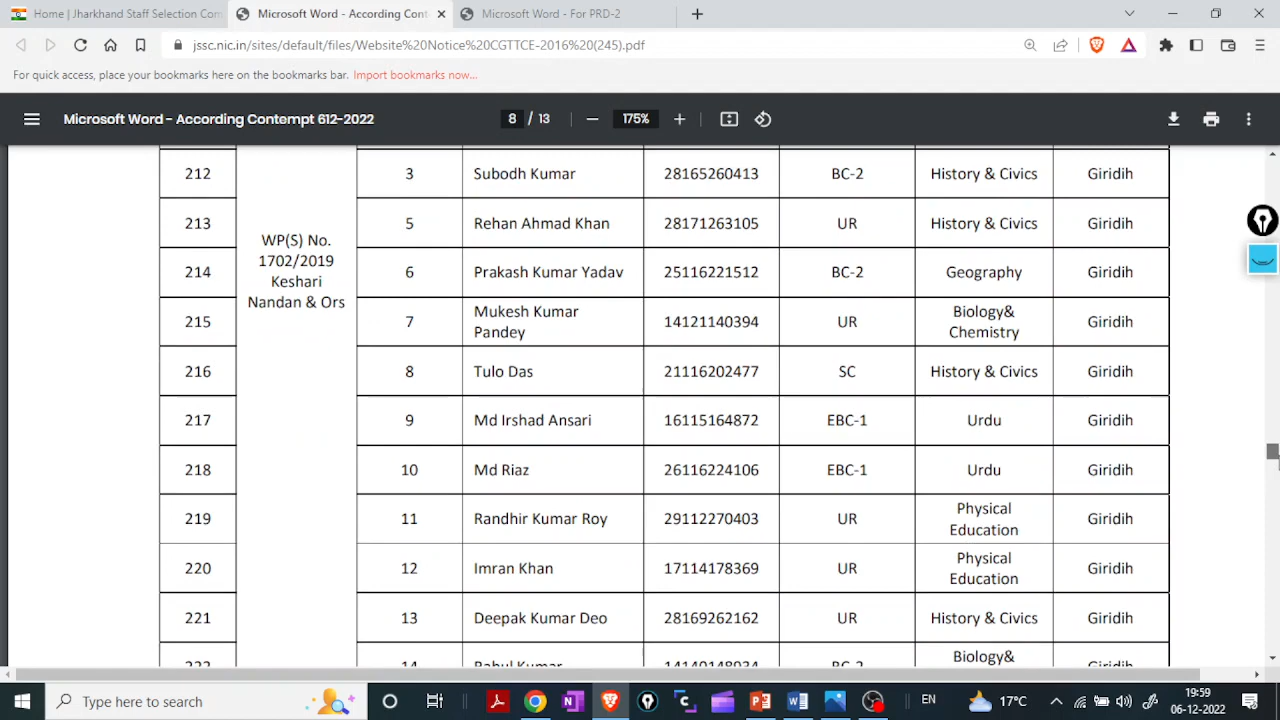 Home | Jharkhand Staff Selection Com
Microsoft Word - According Conte
Microsoft Word - For PRD-2
jssc.nic.in/sites/default/files/Website%20Notice%20CGTTCE-2016%20(245).pdf
For quick access, place your bookmarks here on the bookmarks bar. Import bookmarks now...
Microsoft Word - According Contempt 612-2022
8 / 13
175%
212 3 Subodh Kumar 28165260413 BC-2 History & Civics Giridih
213 5 Rehan Ahmad Khan 28171263105 UR History & Civics Giridih
WP(S) No.
1702/2019
Keshari
Nandan & Ors
214 6 Prakash Kumar Yadav 25116221512 BC-2 Geography Giridih
215 7 Mukesh Kumar
Pandey 14121140394 UR Biology&
Chemistry Giridih
216 8 Tulo Das 21116202477 SC History & Civics Giridih
217 9 Md Irshad Ansari 16115164872 EBC-1 Urdu Giridih
218 10 Md Riaz 26116224106 EBC-1 Urdu Giridih
219 11 Randhir Kumar Roy 29112270403 UR Physical
Education Giridih
220 12 Imran Khan 17114178369 UR Physical
Education Giridih
221 13 Deepak Kumar Deo 28169262162 UR History & Civics Giridih
222 14 Rahul Kumar 14140148934 BC-2 Biology&
Type here to search
EN
17°C
19:59
06-12-2022